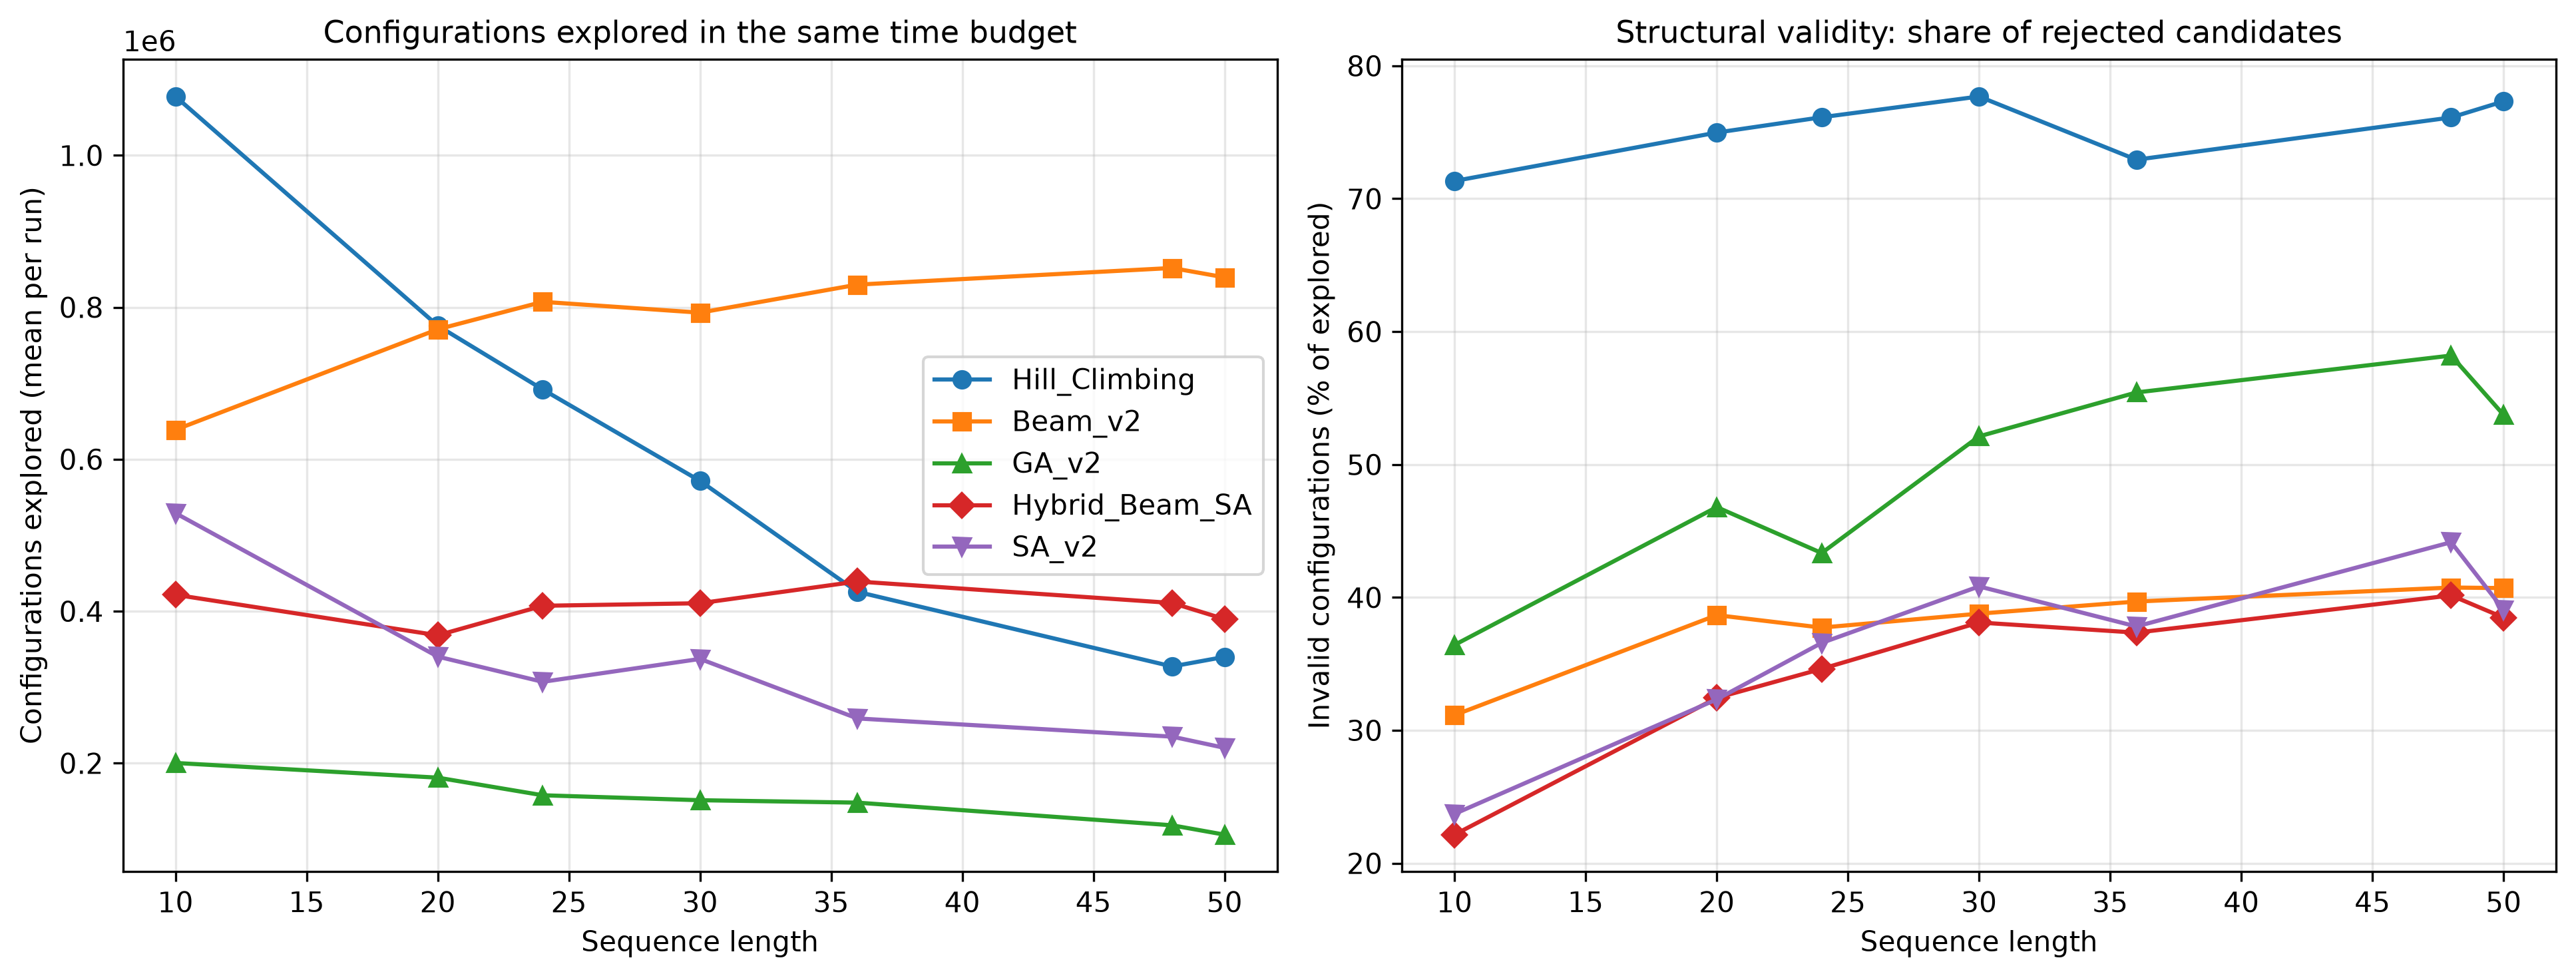 Configurations explored in the same time budget
1e6
1.0
0.8
0.6
0.4
0.2
Configurations explored (mean per run)
Hill_Climbing
Beam_v2
GA_v2
Hybrid_Beam_SA
SA_v2
10 15 20 25 30 35 40 45 50
Sequence length
Structural validity: share of rejected candidates
80
70
60
50
40
30
20
Invalid configurations (% of explored)
10 15 20 25 30 35 40 45 50
Sequence length